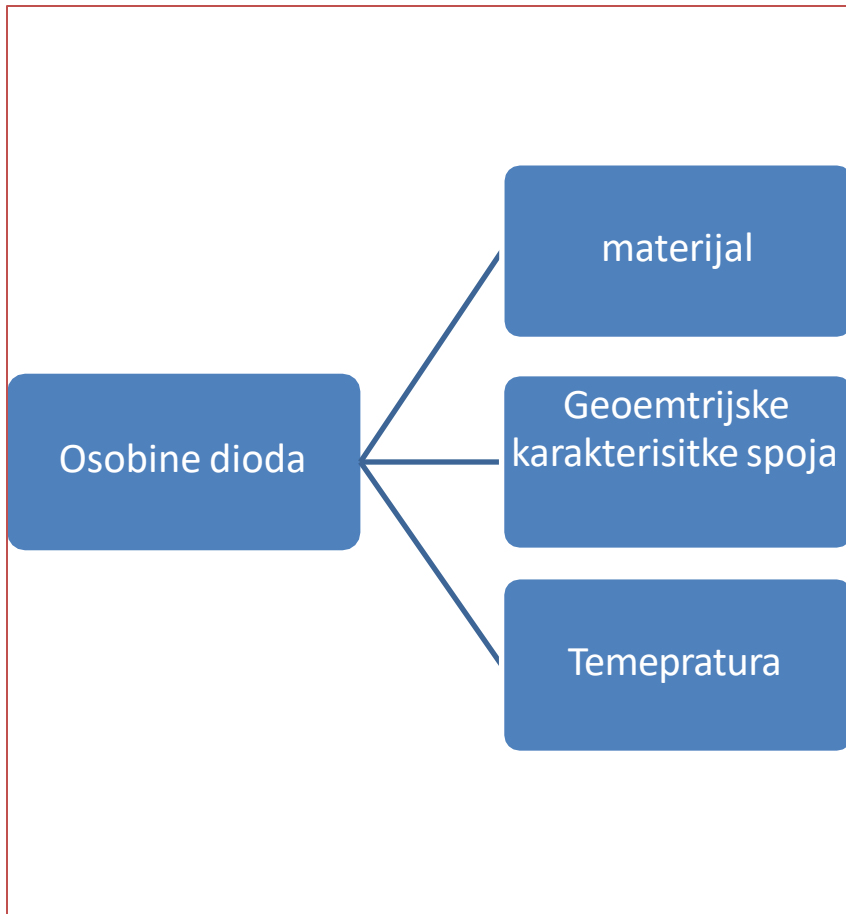 Osobine dioda
materijal
Geoemtrijske
karakterisitke spoja
Temepratura